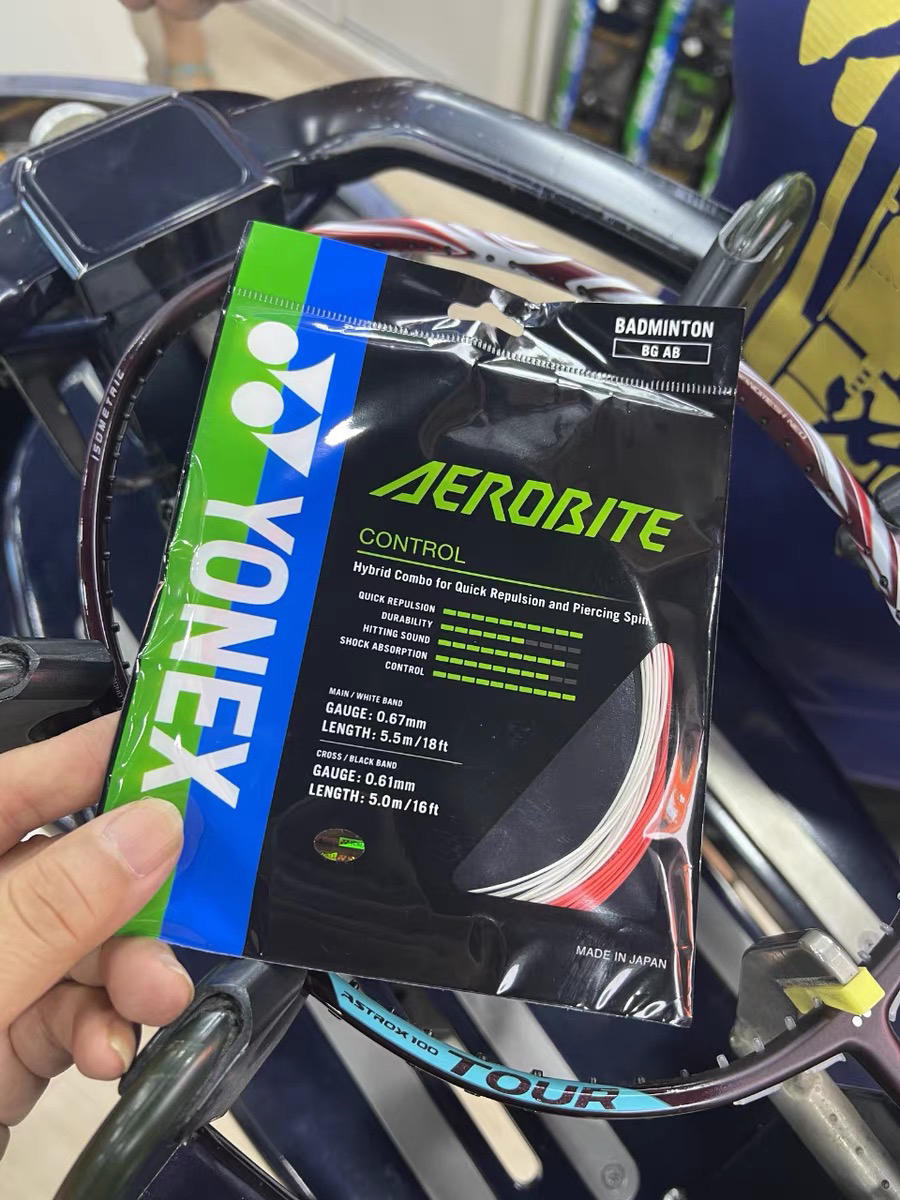 BADMINTON
BG AB
YONEX
AEROBITE
CONTROL
Hybrid Combo for Quick Repulsion and Piercing Spin.
QUICK REPULSION
DURABILITY
HITTING SOUND
SHOCK ABSORPTION
CONTROL
MAIN / WHITE BAND
GAUGE : 0.67mm
LENGTH : 5.5m/18ft
CROSS / BLACK BAND
GAUGE : 0.61mm
LENGTH : 5.0m/16ft
MADE IN JAPAN
ISOMETRIC
ASTROX 100
TOUR